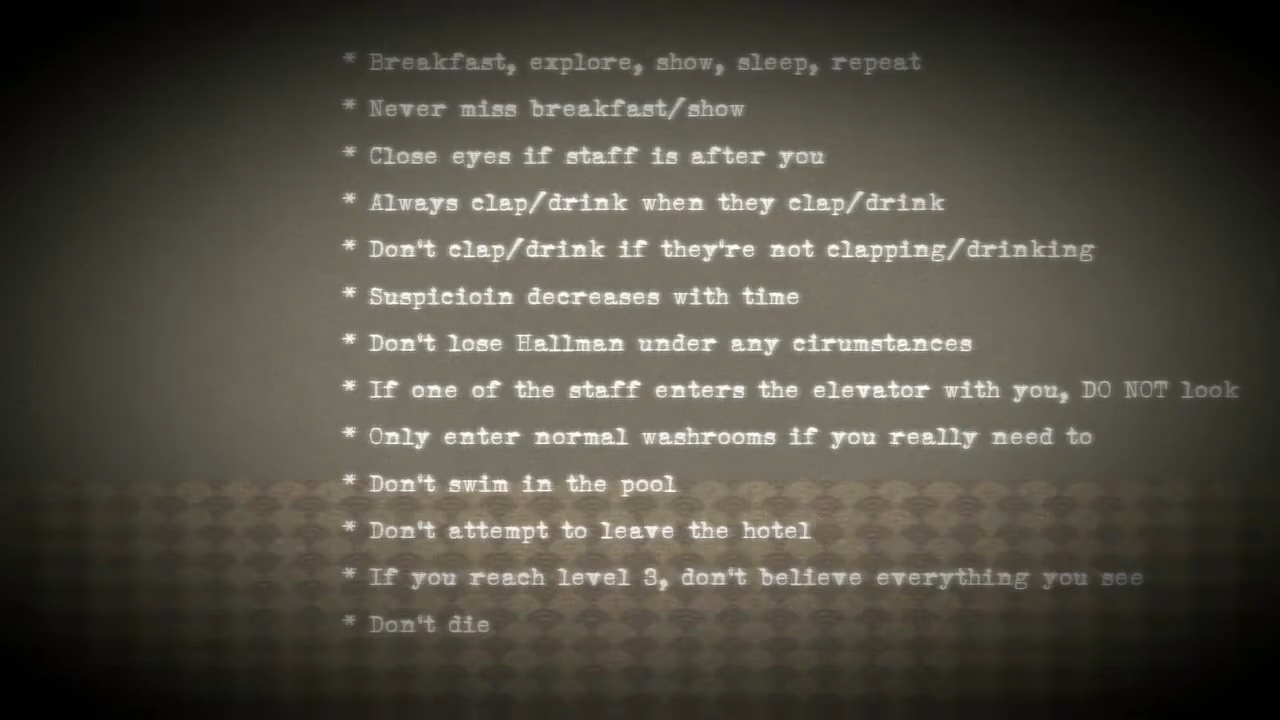 * Breakfast, explore, show, sleep, repeat
* Never miss breakfast/show
* Close eyes if staff is after you
* Always clap/drink when they clap/drink
* Don't clap/drink if they're not clapping/drinking
* Suspicioin decreases with time
* Don't lose Hallman under any cirumstances
* If one of the staff enters the elevator with you, DO NOT look
* Only enter normal washrooms if you really need to
* Don't swim in the pool
* Don't attempt to leave the hotel
* If you reach level 3, don't believe everything you see
* Don't die